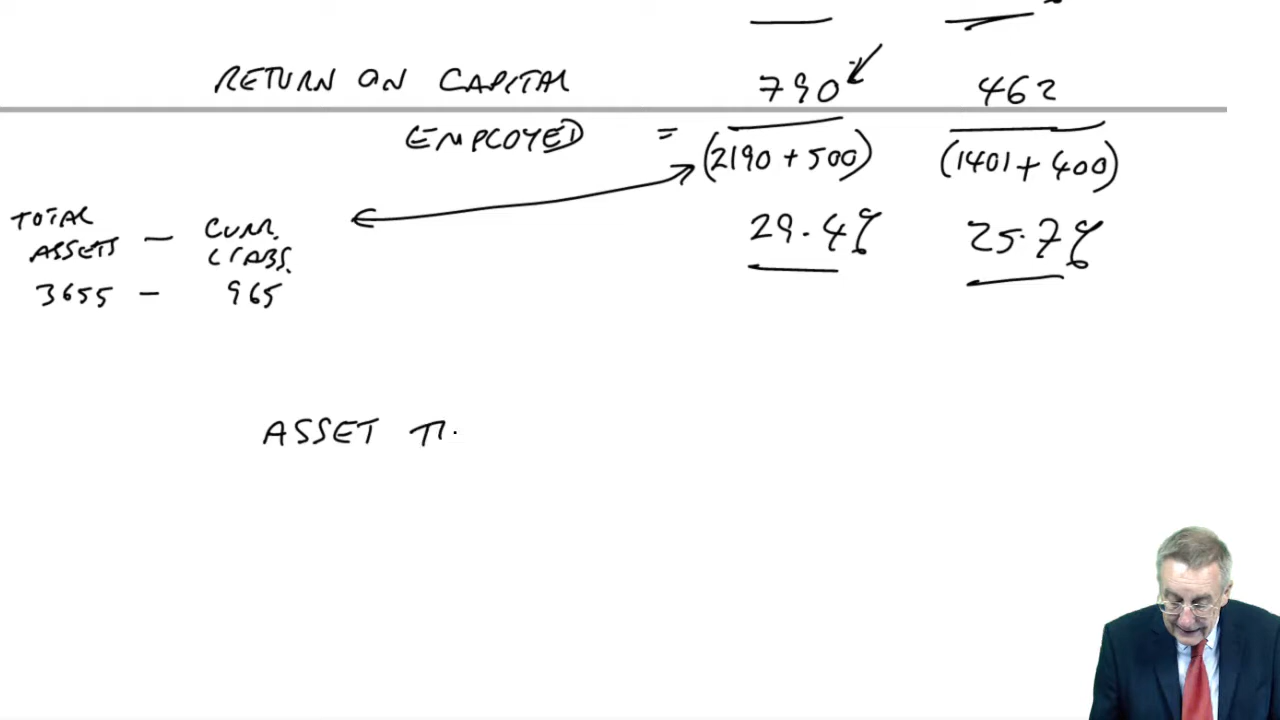 RETURN ON CAPITAL 790 462
EMPLOYED = (2190 + 500) (1401 + 400)
29.4% 25.7%
TOTAL ASSETS – CURR. LIABS.
3655 – 965
ASSET